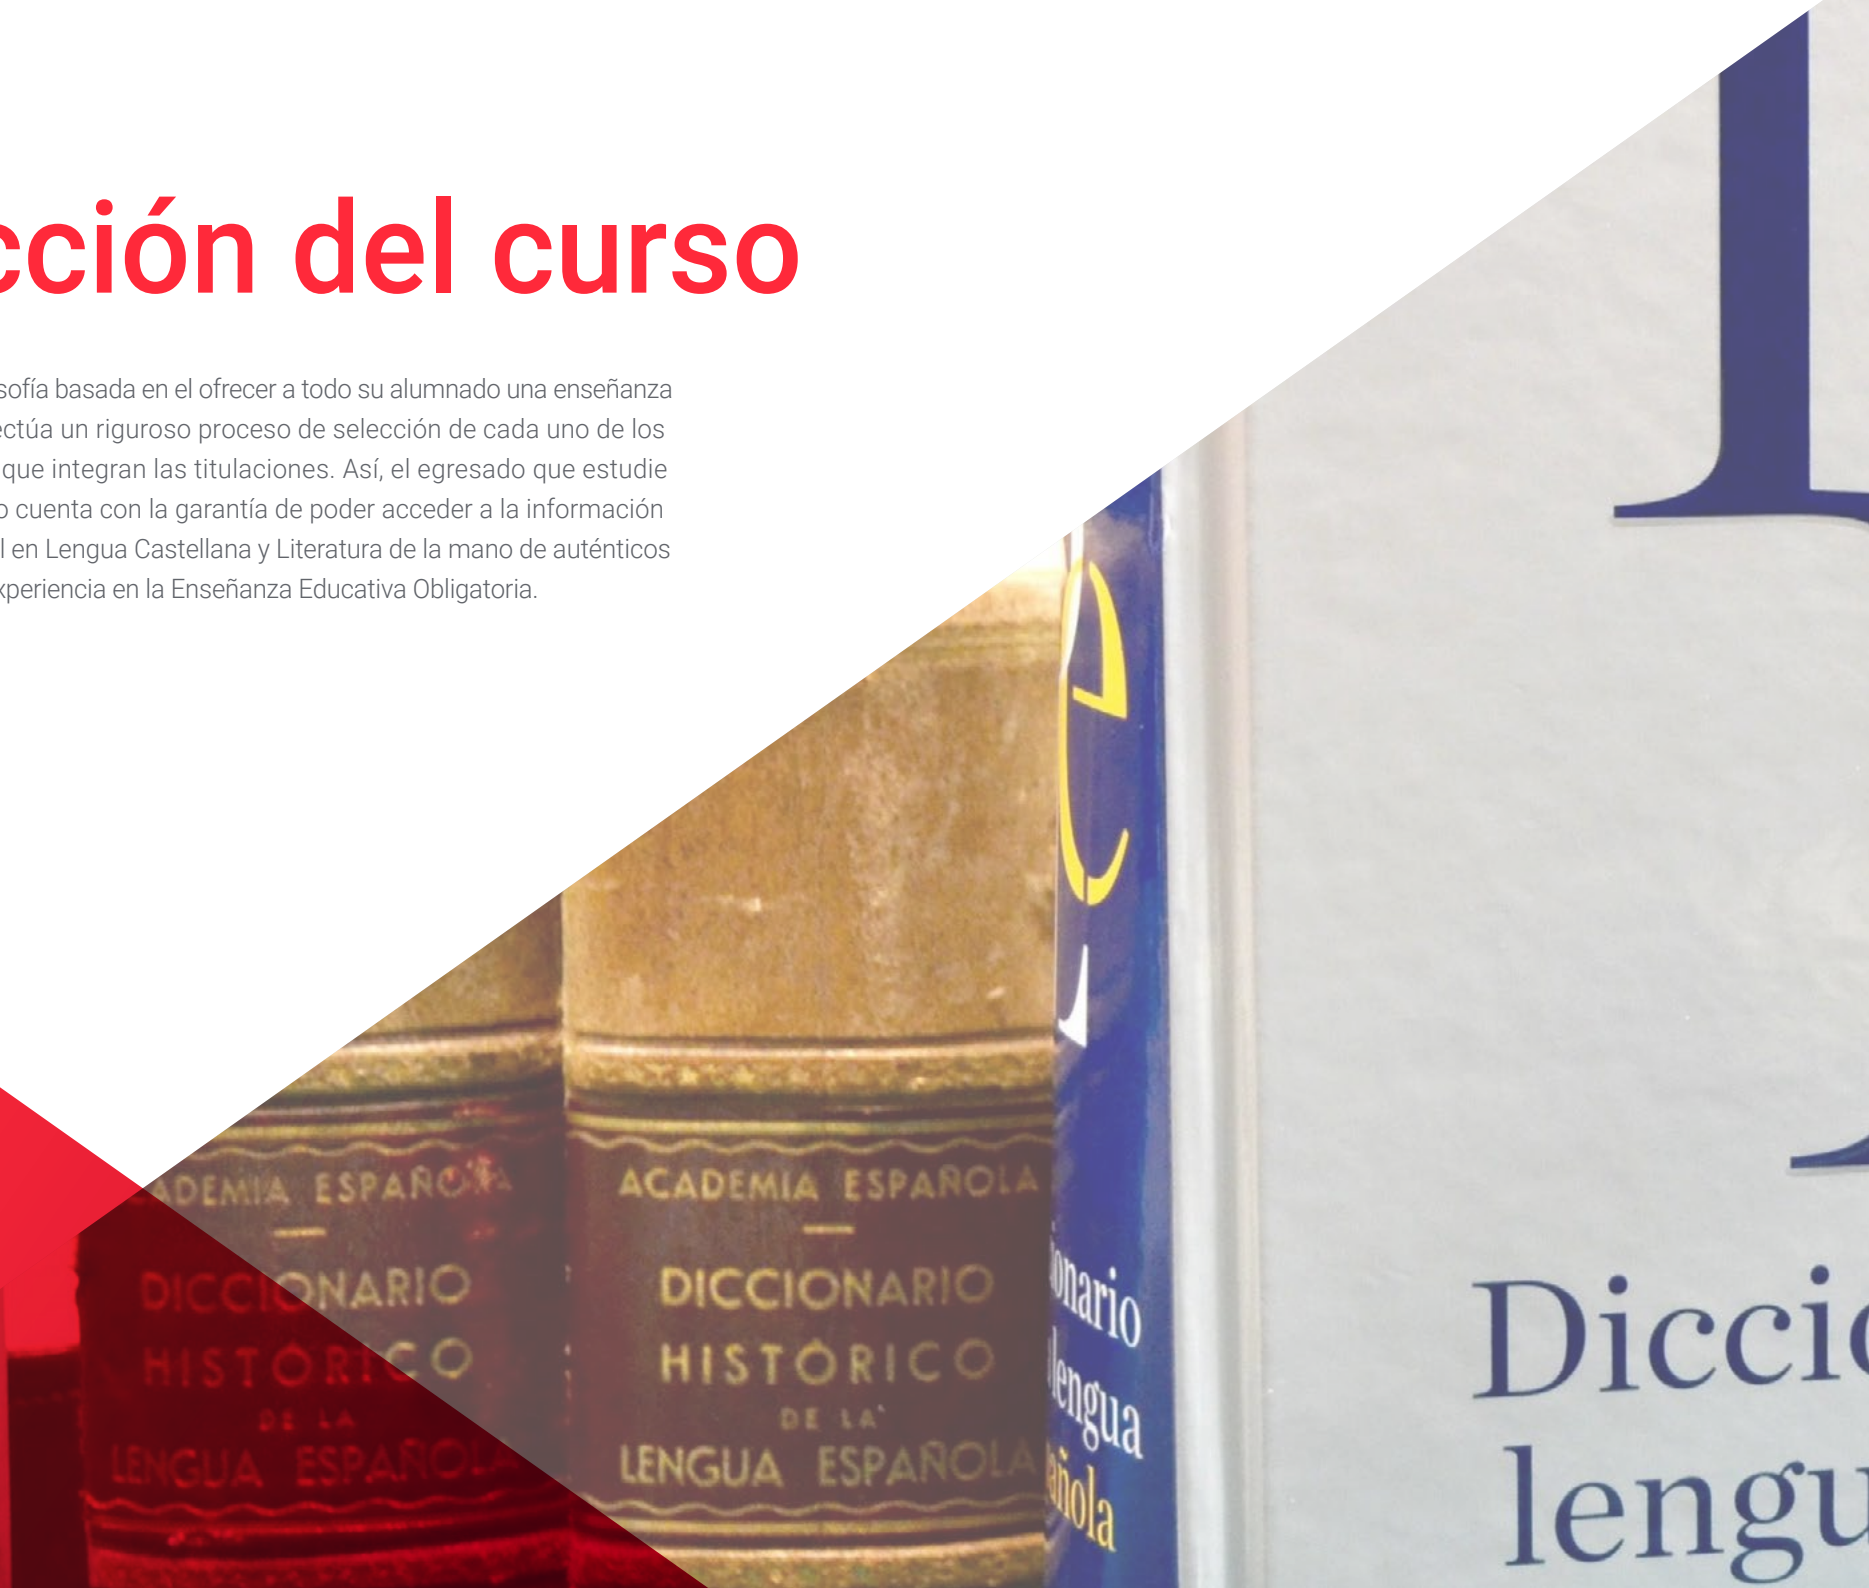 cción del curso
sofía basada en el ofrecer a todo su alumnado una enseñanza
ectúa un riguroso proceso de selección de cada uno de los
que integran las titulaciones. Así, el egresado que estudie
o cuenta con la garantía de poder acceder a la información
l en Lengua Castellana y Literatura de la mano de auténticos
xperiencia en la Enseñanza Educativa Obligatoria.
ADEMIA ESPAÑOLA
DICCIONARIO
HISTÓRICO
DE LA
LENGUA ESPAÑOLA
ACADEMIA ESPAÑOLA
DICCIONARIO
HISTÓRICO
DE LA
LENGUA ESPAÑOLA
e
L
ionario
lengua
añola
Diccio
lengu